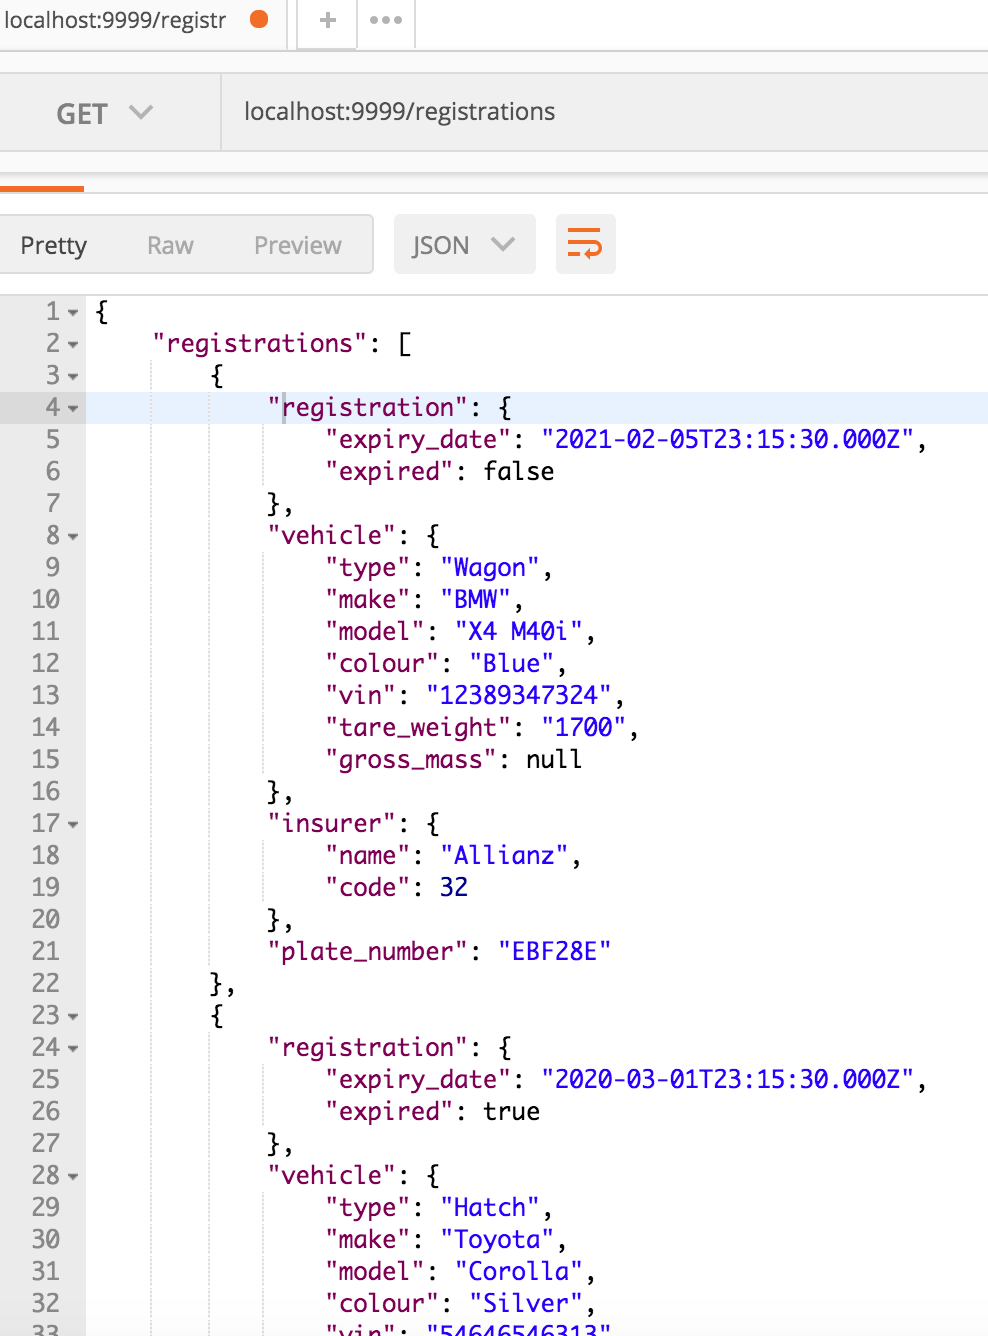 localhost:9999/registr
GET localhost:9999/registrations
Pretty Raw Preview JSON
1 {
2 "registrations": [
3 {
4 "registration": {
5 "expiry_date": "2021-02-05T23:15:30.000Z",
6 "expired": false
7 },
8 "vehicle": {
9 "type": "Wagon",
10 "make": "BMW",
11 "model": "X4 M40i",
12 "colour": "Blue",
13 "vin": "12389347324",
14 "tare_weight": "1700",
15 "gross_mass": null
16 },
17 "insurer": {
18 "name": "Allianz",
19 "code": 32
20 },
21 "plate_number": "EBF28E"
22 },
23 {
24 "registration": {
25 "expiry_date": "2020-03-01T23:15:30.000Z",
26 "expired": true
27 },
28 "vehicle": {
29 "type": "Hatch",
30 "make": "Toyota",
31 "model": "Corolla",
32 "colour": "Silver",
33 "vin": "54646546313"